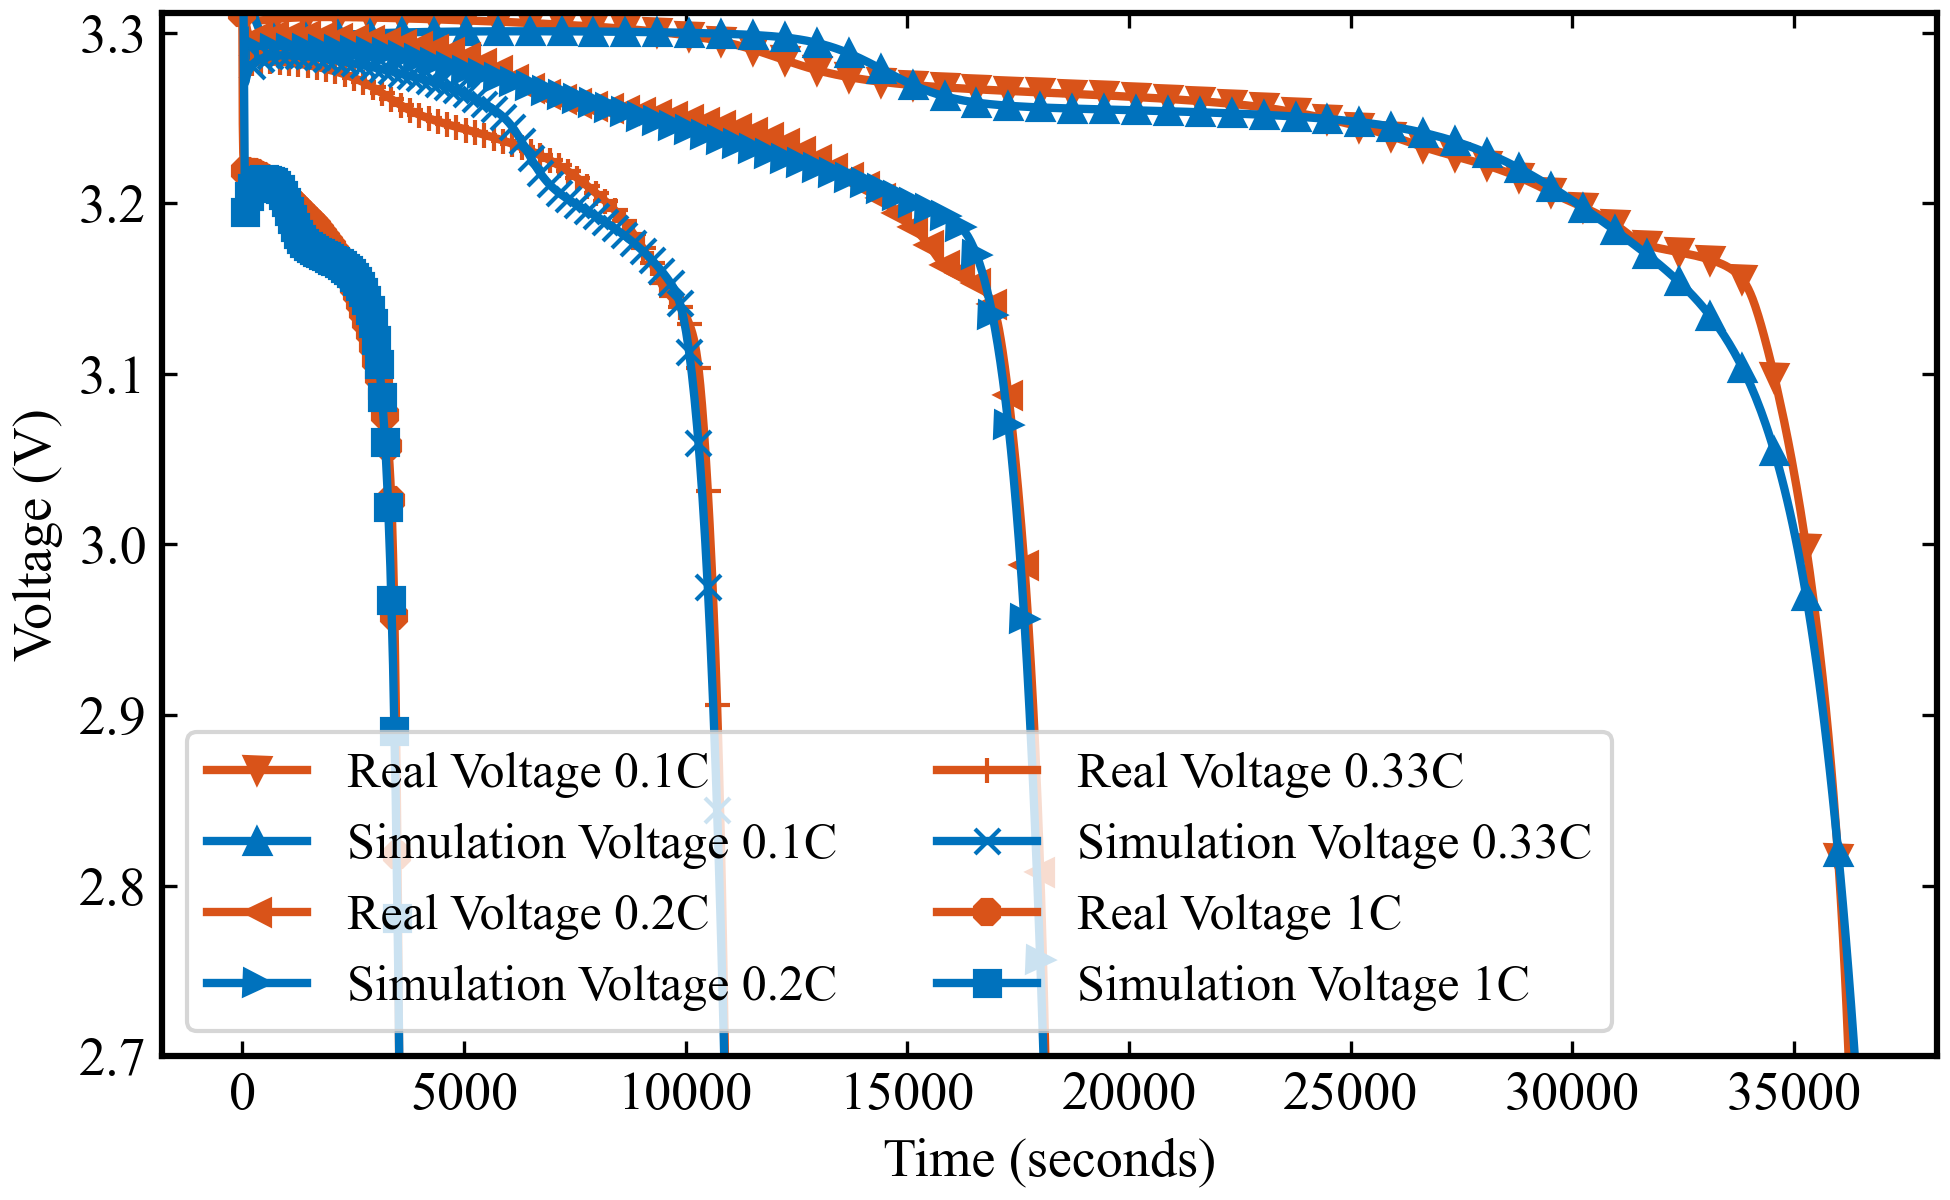 3.3
3.2
3.1
3.0
2.9
2.8
2.7
Voltage (V)
Real Voltage 0.1C
Simulation Voltage 0.1C
Real Voltage 0.2C
Simulation Voltage 0.2C
Real Voltage 0.33C
Simulation Voltage 0.33C
Real Voltage 1C
Simulation Voltage 1C
0 5000 10000 15000 20000 25000 30000 35000
Time (seconds)